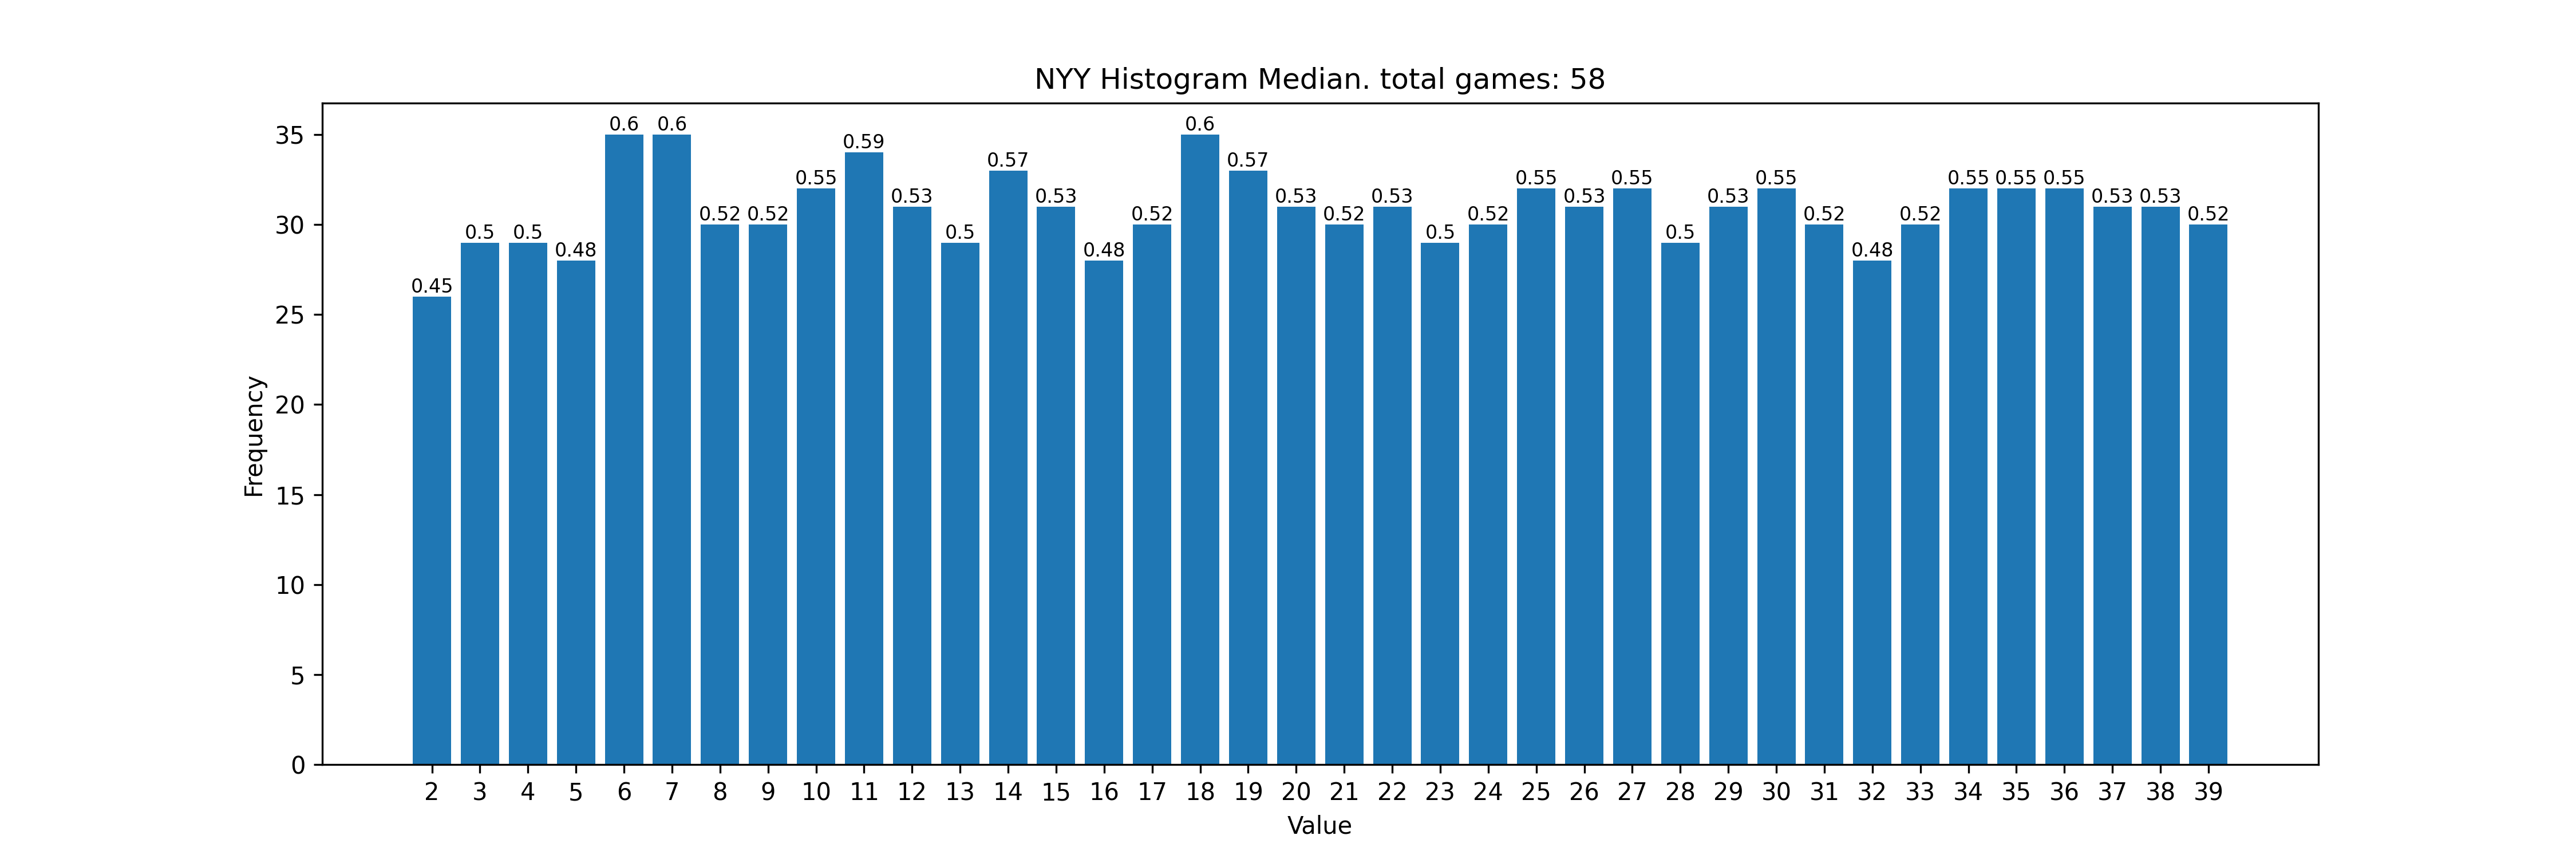 NYY Histogram Median. total games: 58
35
30
25
20
15
10
5
0
Frequency
0.45 0.5 0.5 0.48 0.6 0.6 0.52 0.52 0.55 0.59 0.53 0.5 0.57 0.53 0.48 0.52 0.6 0.57 0.53 0.52 0.53 0.5 0.52 0.55 0.53 0.55 0.5 0.53 0.55 0.52 0.48 0.52 0.55 0.55 0.55 0.53 0.53 0.52
2 3 4 5 6 7 8 9 10 11 12 13 14 15 16 17 18 19 20 21 22 23 24 25 26 27 28 29 30 31 32 33 34 35 36 37 38 39
Value